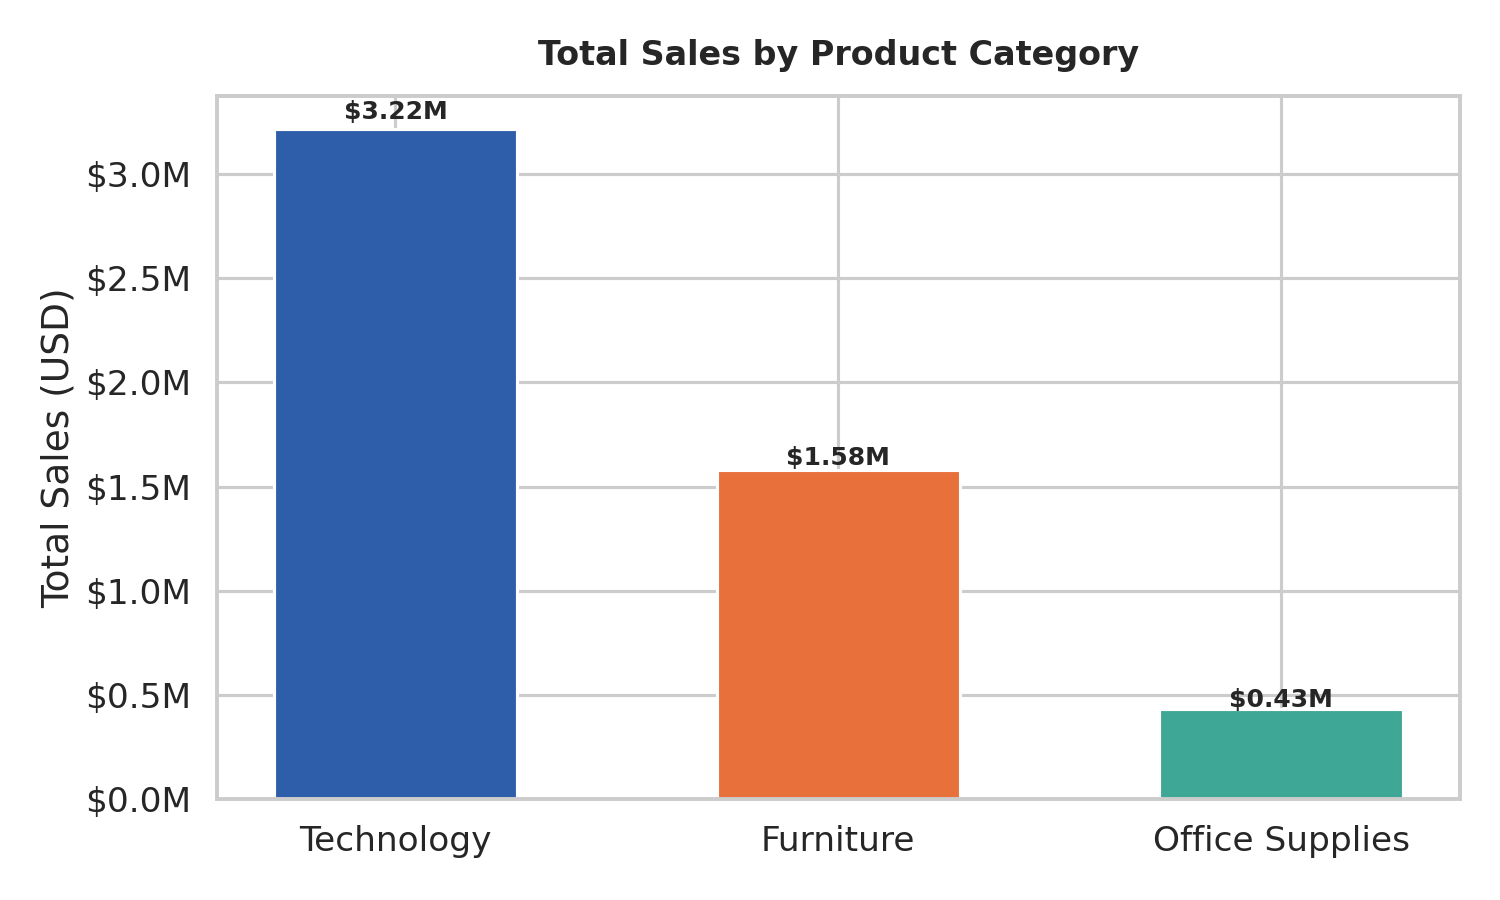 Total Sales by Product Category
$3.22M
$3.0M
$2.5M
$2.0M
$1.58M
$1.5M
$1.0M
$0.43M
$0.5M
$0.0M
Total Sales (USD)
Technology
Furniture
Office Supplies